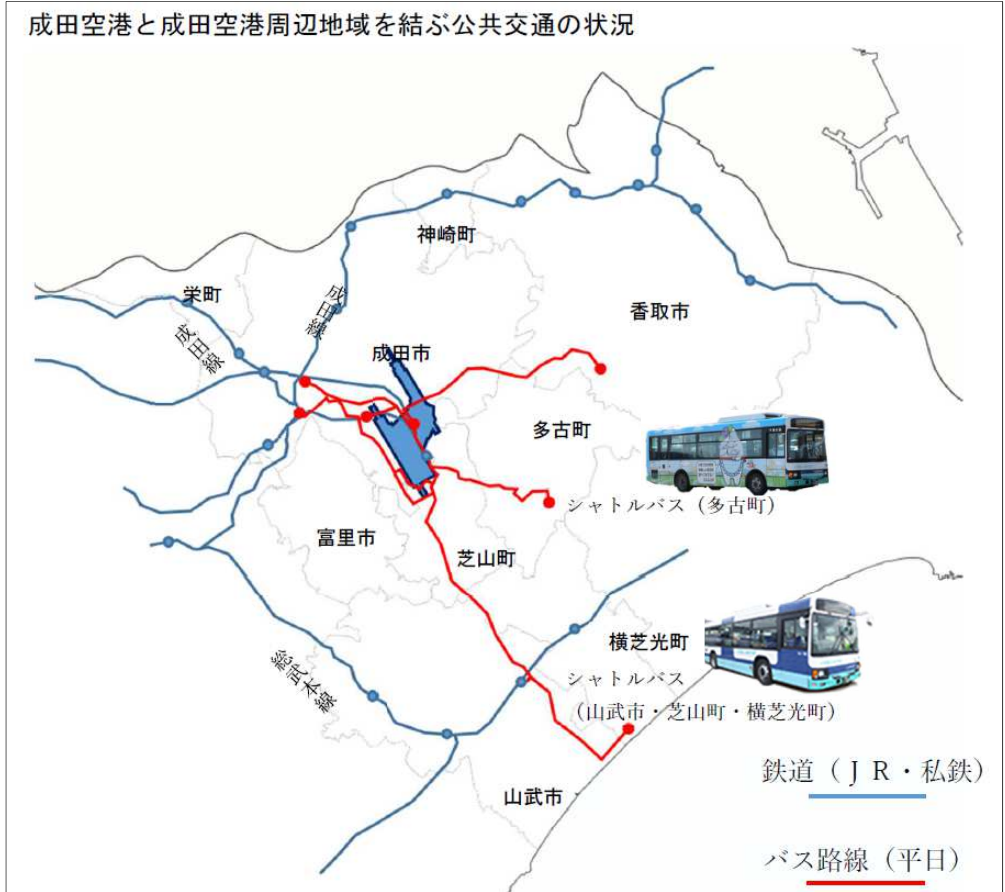 成田空港と成田空港周辺地域を結ぶ公共交通の状況
神崎町
栄町
成田線
成田線
香取市
成田市
多古町
シャトルバス（多古町）
富里市
芝山町
横芝光町
シャトルバス
（山武市・芝山町・横芝光町）
総武本線
山武市
鉄道（ＪＲ・私鉄）
バス路線（平日）